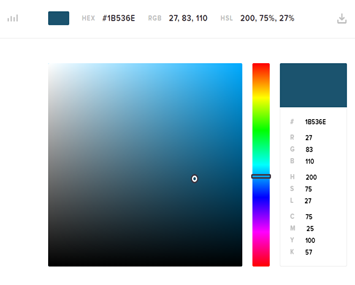 HEX #1B536E RGB 27, 83, 110 HSL 200, 75%, 27%
# 1B536E
R 27
G 83
B 110
H 200
S 75
L 27
C 75
M 25
Y 100
K 57